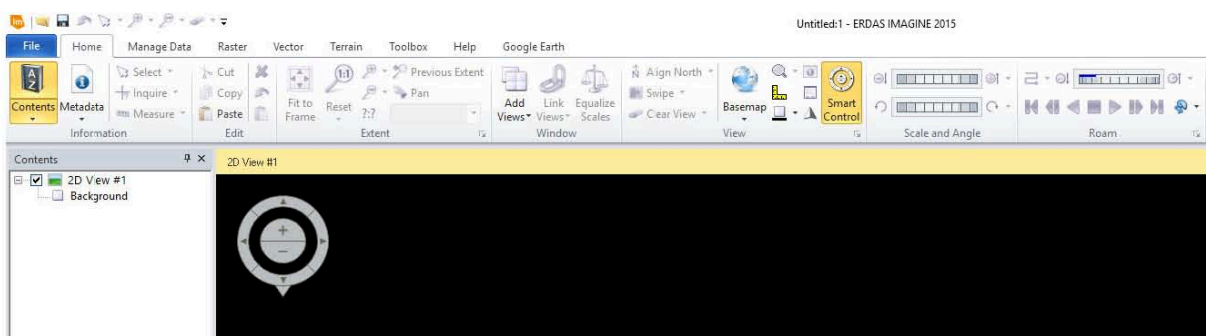 Untitled:1 - ERDAS IMAGINE 2015
File Home Manage Data Raster Vector Terrain Toolbox Help Google Earth
Contents
Metadata
Select
Inquire
Measure
Information
Cut
Copy
Paste
Edit
Fit to
Frame
1:1
Reset
Previous Extent
Pan
?:?
Extent
Add
Views
Link
Views
Equalize
Scales
Window
Align North
Swipe
Clear View
Basemap
Smart
Control
View
Scale and Angle
Roam
Contents
2D View #1
Background
2D View #1